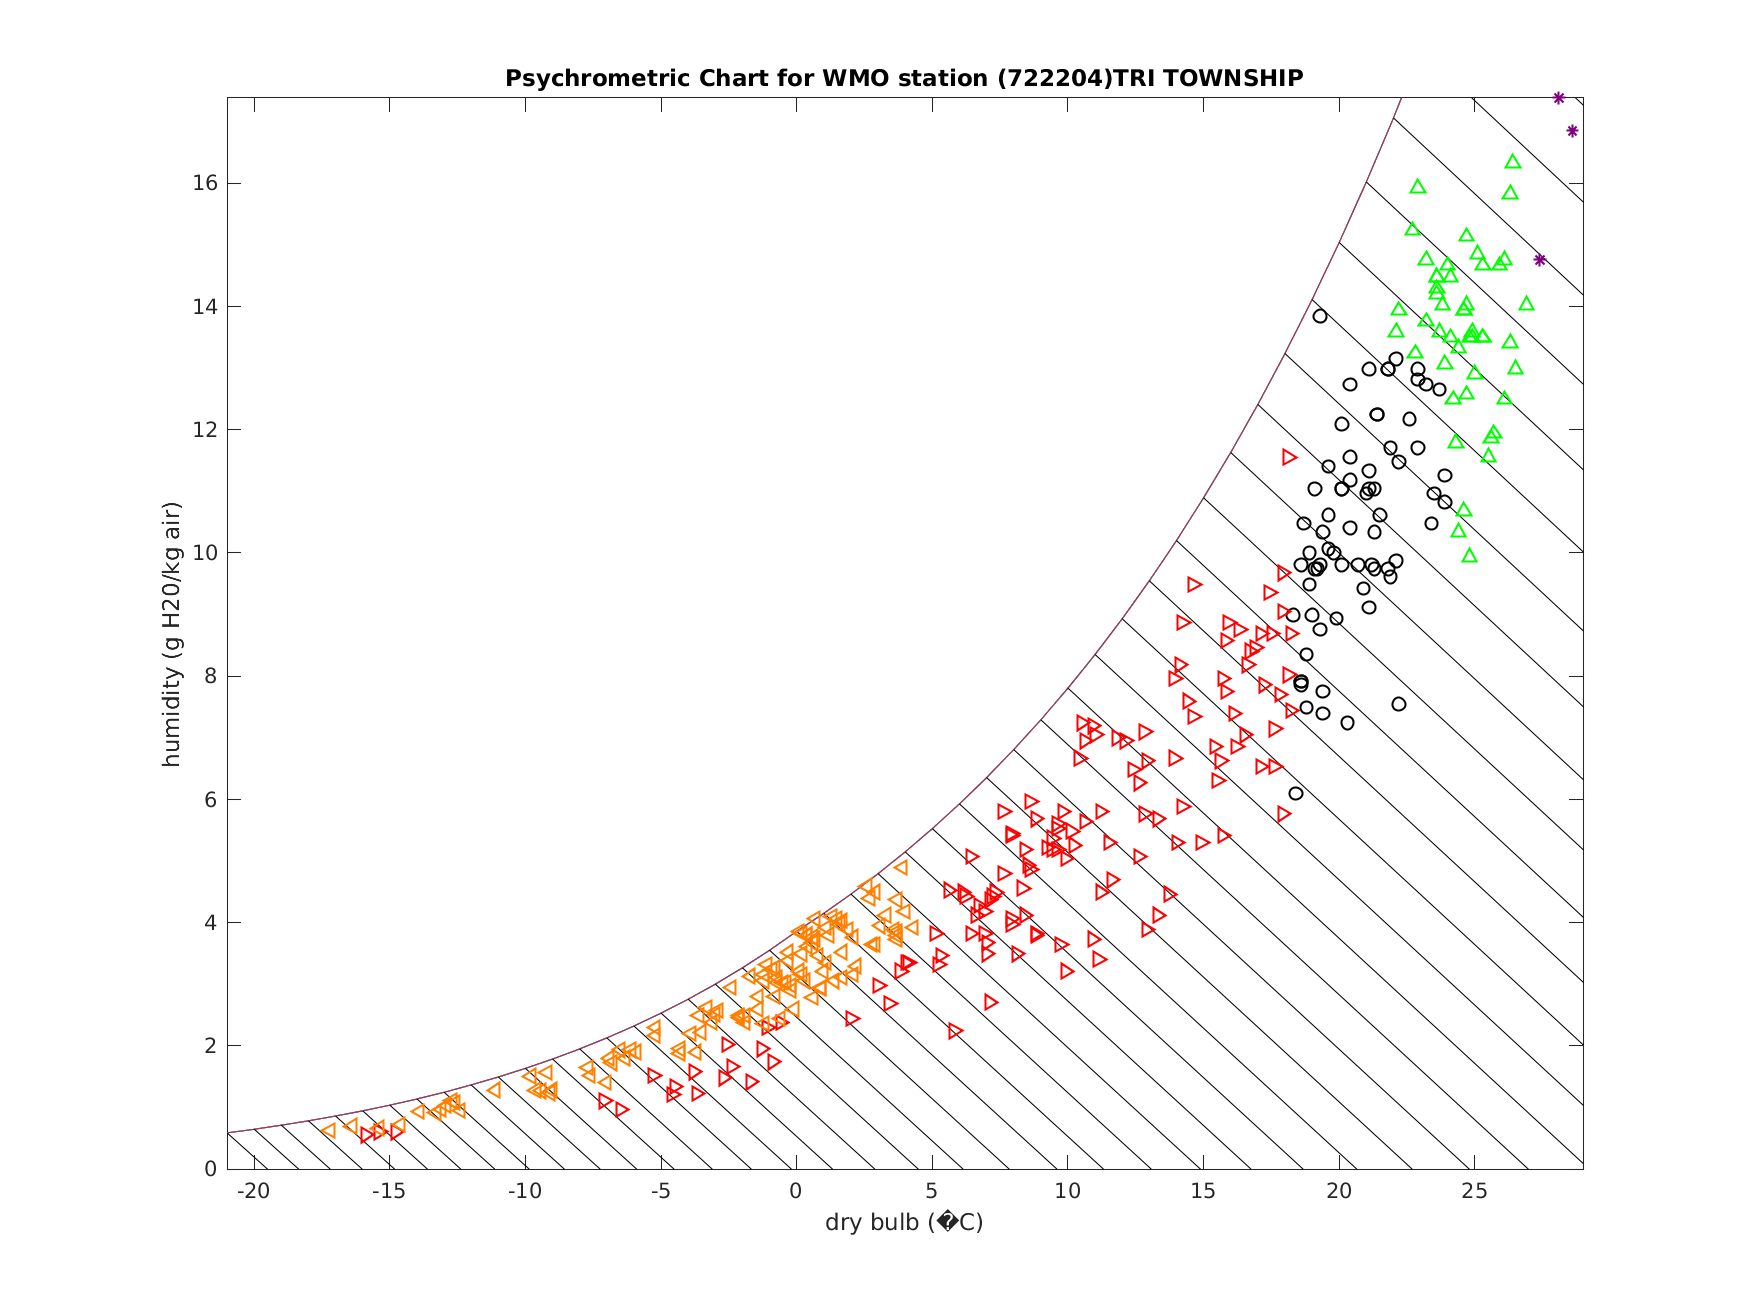 Psychrometric Chart for WMO station (722204)TRI TOWNSHIP
humidity (g H20/kg air)
16
14
12
10
8
6
4
2
0
-20 -15 -10 -5 0 5 10 15 20 25
dry bulb (�C)